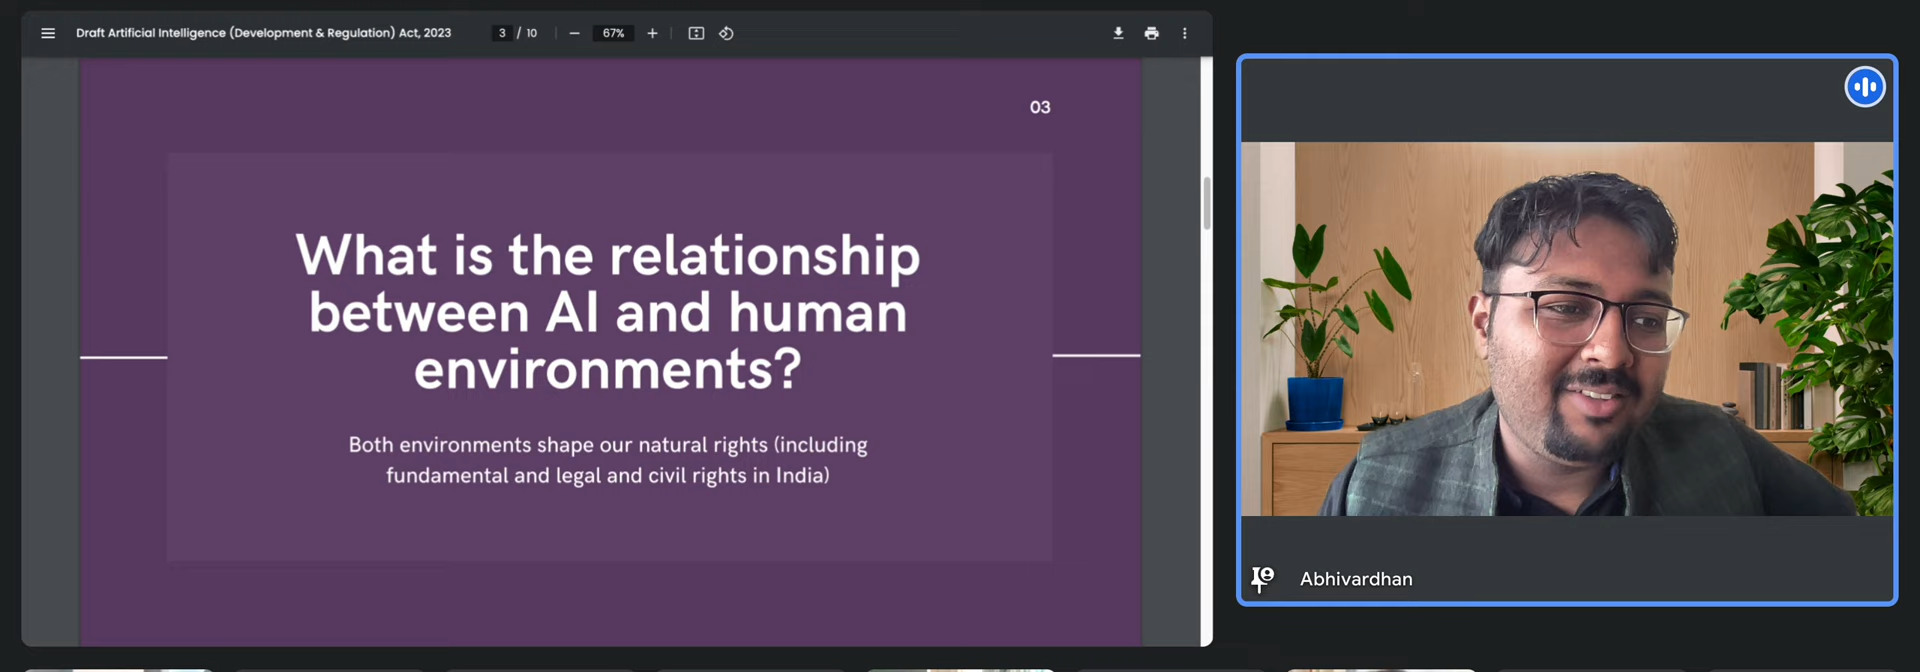 Draft Artificial Intelligence (Development & Regulation) Act, 2023
3 / 10
67%
03
What is the relationship
between AI and human
environments?
Both environments shape our natural rights (including
fundamental and legal and civil rights in India)
Abhivardhan